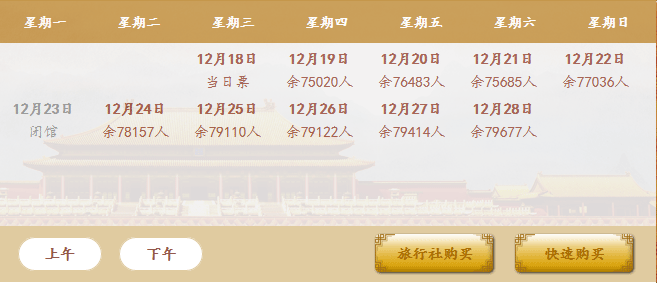 星期一 星期二 星期三 星期四 星期五 星期六 星期日
12月18日 12月19日 12月20日 12月21日 12月22日
当日票 余75020人 余76483人 余75685人 余77036人
12月23日 12月24日 12月25日 12月26日 12月27日 12月28日
闭馆 余78157人 余79110人 余79122人 余79414人 余79677人
上午 下午 旅行社购买 快速购买